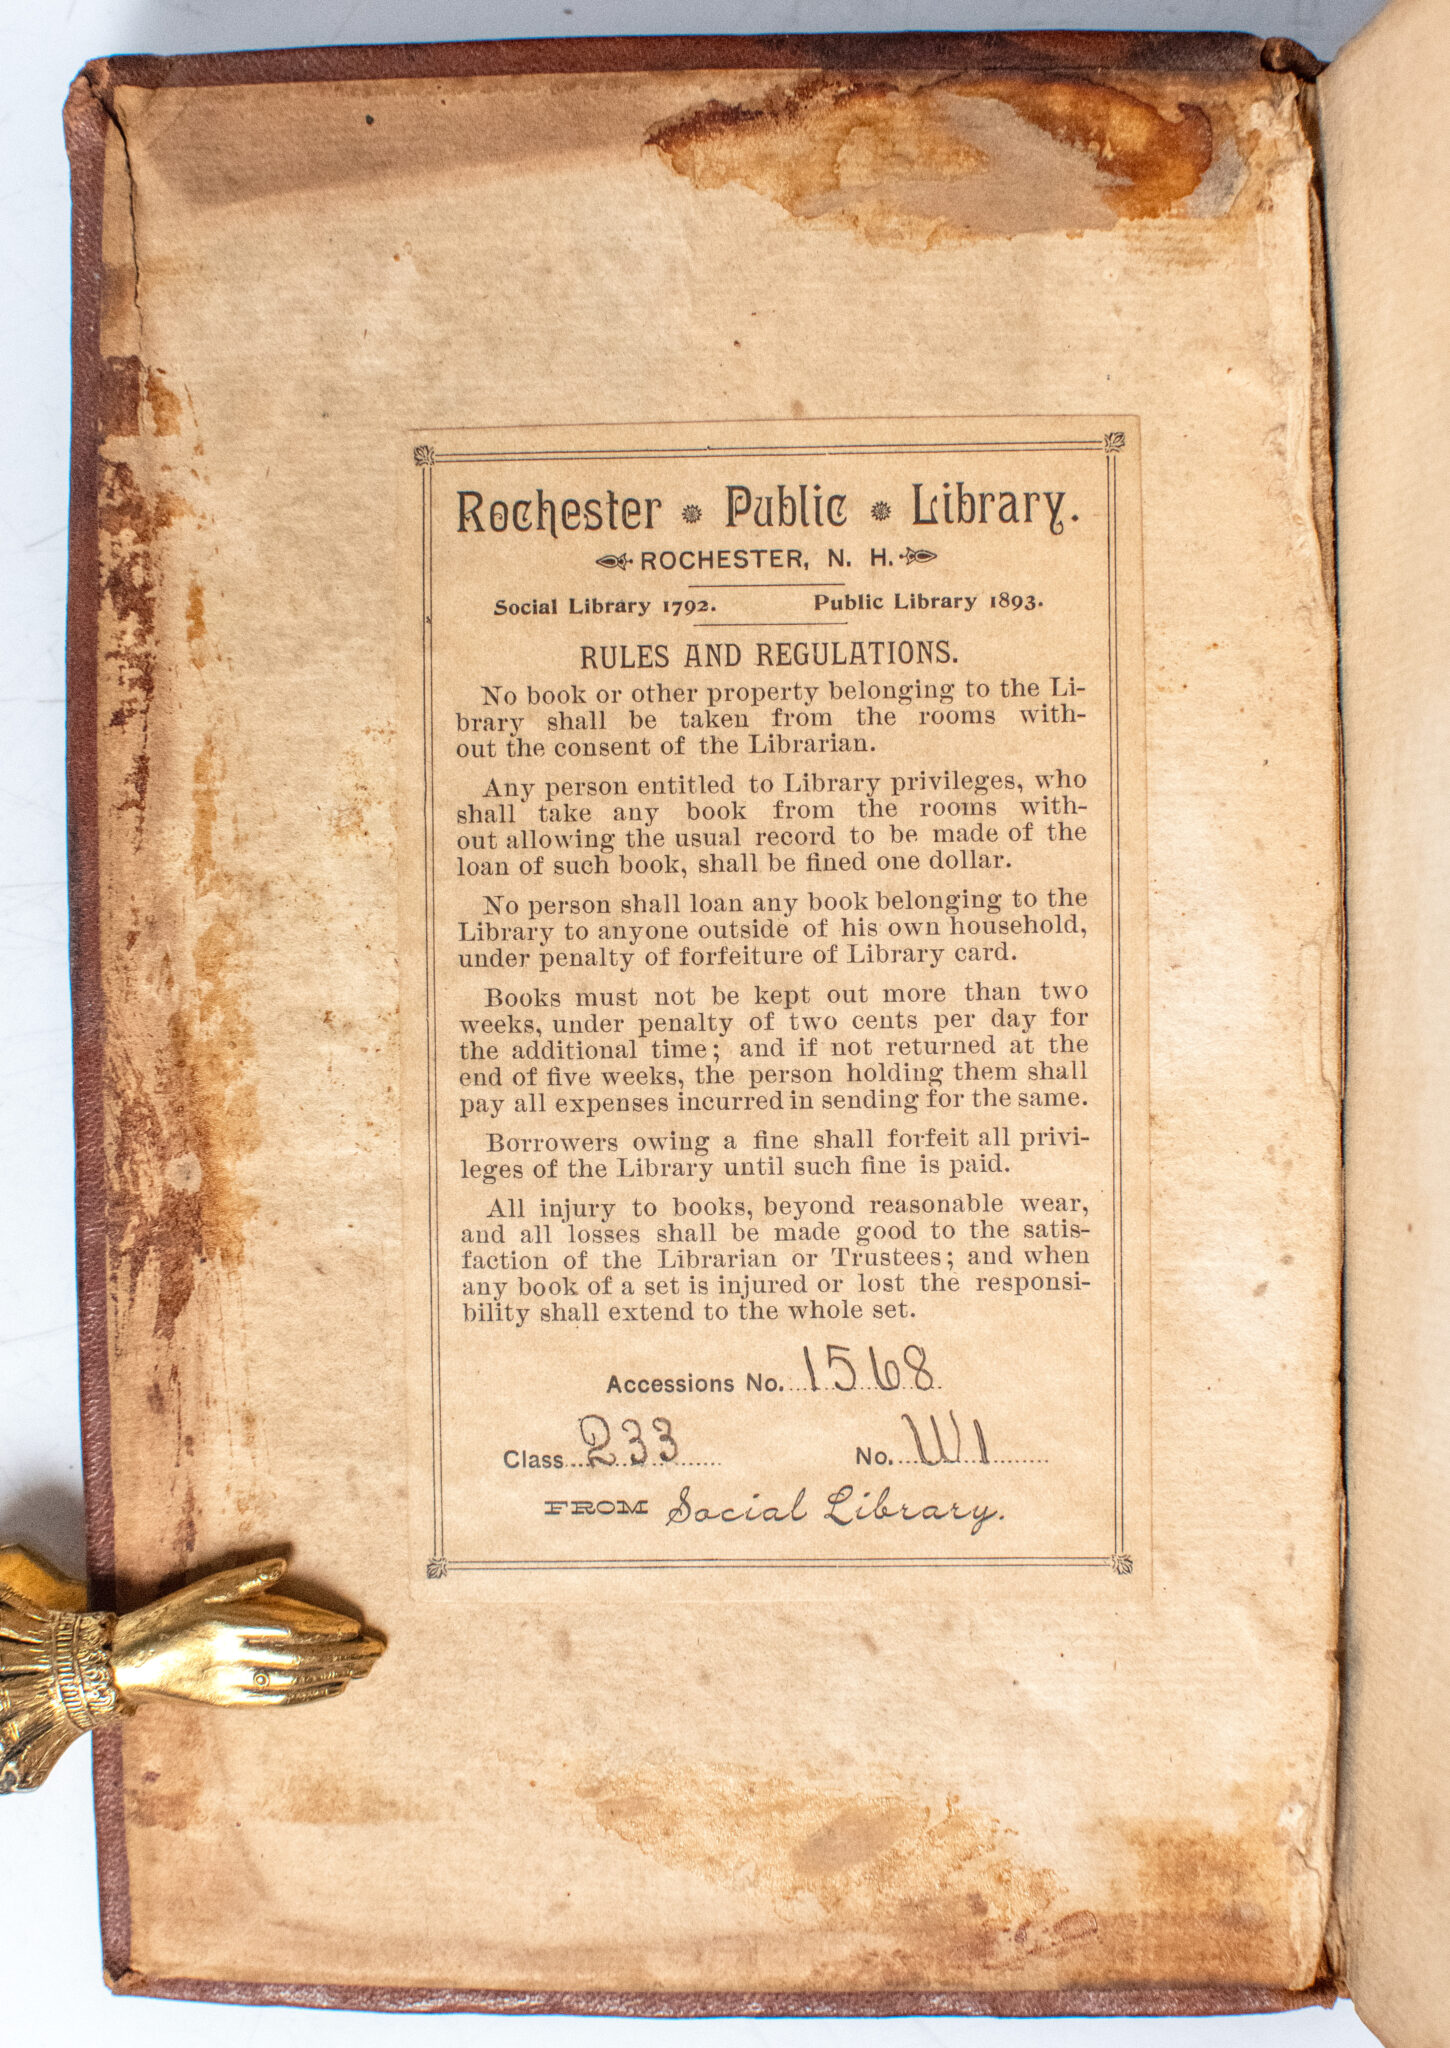 Rochester Public Library.
ROCHESTER, N. H.
Social Library 1792. Public Library 1893.
RULES AND REGULATIONS.
No book or other property belonging to the Li-
brary shall be taken from the rooms with-
out the consent of the Librarian.
Any person entitled to Library privileges, who
shall take any book from the rooms with-
out allowing the usual record to be made of the
loan of such book, shall be fined one dollar.
No person shall loan any book belonging to the
Library to anyone outside of his own household,
under penalty of forfeiture of Library card.
Books must not be kept out more than two
weeks, under penalty of two cents per day for
the additional time; and if not returned at the
end of five weeks, the person holding them shall
pay all expenses incurred in sending for the same.
Borrowers owing a fine shall forfeit all privi-
leges of the Library until such fine is paid.
All injury to books, beyond reasonable wear,
and all losses shall be made good to the satis-
faction of the Librarian or Trustees; and when
any book of a set is injured or lost the responsi-
bility shall extend to the whole set.
Accessions No. 1568
Class 233 No. W1
FROM Social Library.